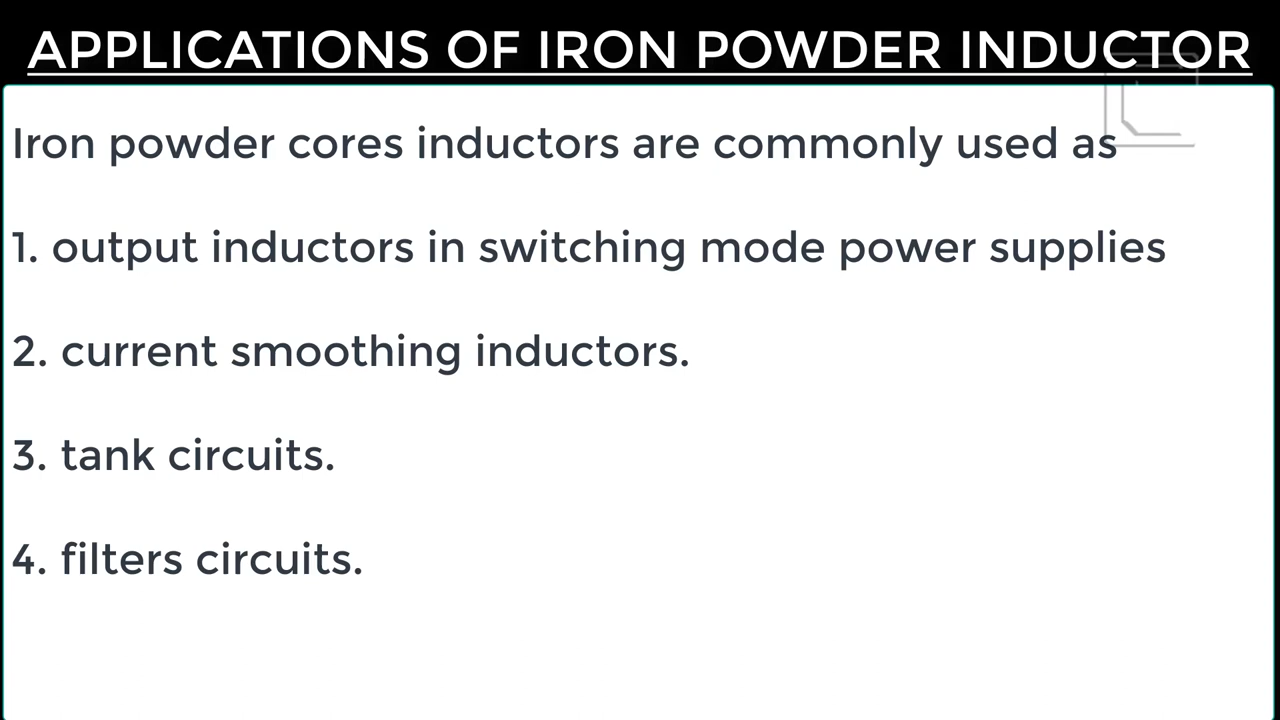 APPLICATIONS OF IRON POWDER INDUCTOR
Iron powder cores inductors are commonly used as
1. output inductors in switching mode power supplies
2. current smoothing inductors.
3. tank circuits.
4. filters circuits.